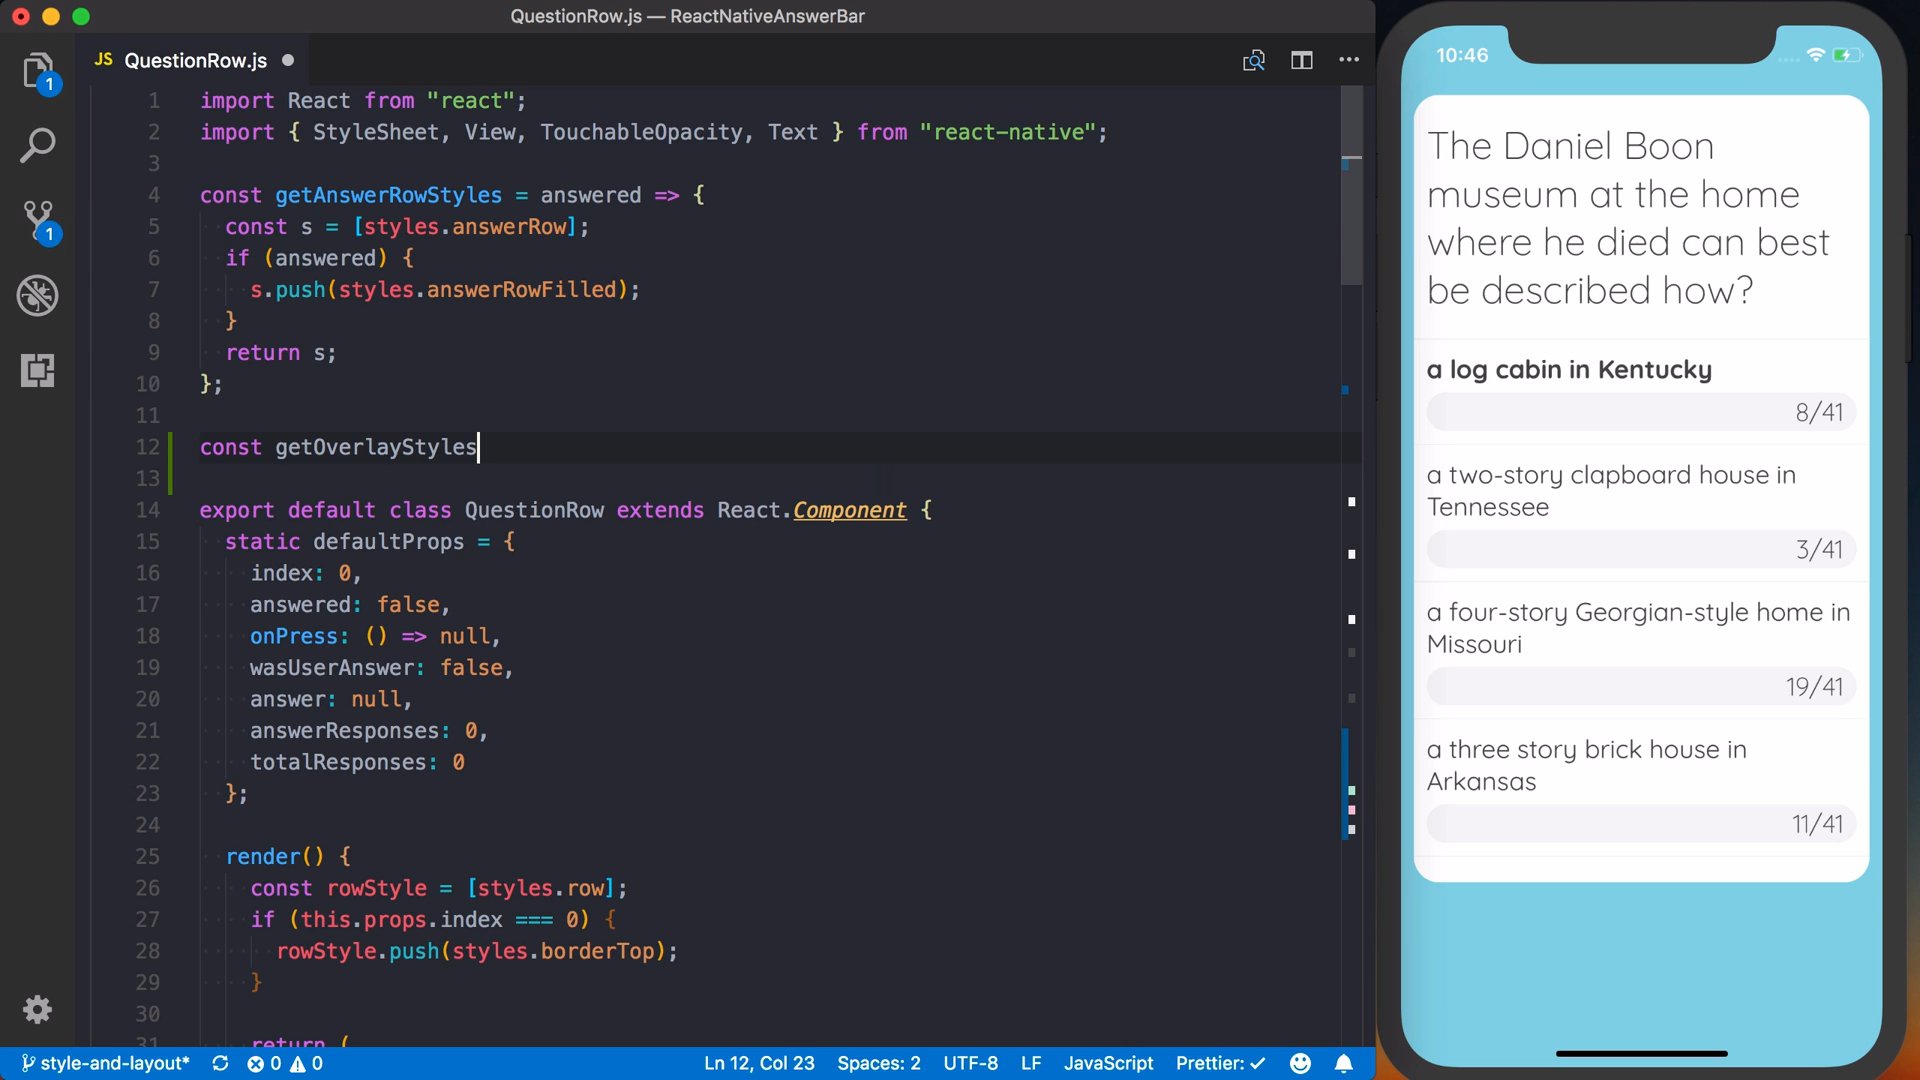 QuestionRow.js — ReactNativeAnswerBar
JS QuestionRow.js
1
1
1 import React from "react";
2 import { StyleSheet, View, TouchableOpacity, Text } from "react-native";
3
4 const getAnswerRowStyles = answered => {
5 const s = [styles.answerRow];
6 if (answered) {
7 s.push(styles.answerRowFilled);
8 }
9 return s;
10 };
11
12 const getOverlayStyles
13
14 export default class QuestionRow extends React.Component {
15 static defaultProps = {
16 index: 0,
17 answered: false,
18 onPress: () => null,
19 wasUserAnswer: false,
20 answer: null,
21 answerResponses: 0,
22 totalResponses: 0
23 };
24
25 render() {
26 const rowStyle = [styles.row];
27 if (this.props.index === 0) {
28 rowStyle.push(styles.borderTop);
29 }
30
31 return (
style-and-layout* 0 0 Ln 12, Col 23 Spaces: 2 UTF-8 LF JavaScript Prettier: ✓
10:46
The Daniel Boon
museum at the home
where he died can best
be described how?
a log cabin in Kentucky
8/41
a two-story clapboard house in
Tennessee
3/41
a four-story Georgian-style home in
Missouri
19/41
a three story brick house in
Arkansas
11/41